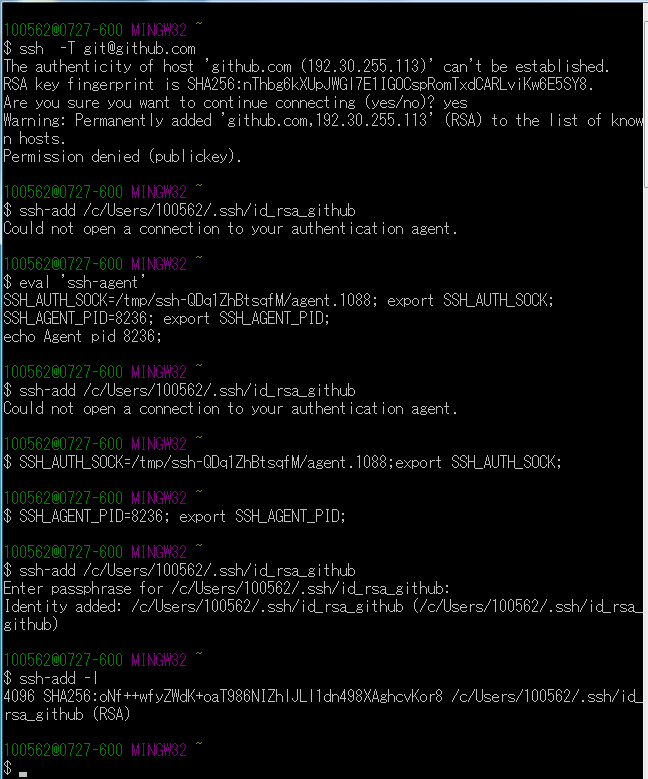 100562@0727-600 MINGW32 ~
$ ssh  -T git@github.com
The authenticity of host 'github.com (192.30.255.113)' can't be established.
RSA key fingerprint is SHA256:nThbg6kXUpJWGl7E1IGOCspRomTxdCARLviKw6E5SY8.
Are you sure you want to continue connecting (yes/no)? yes
Warning: Permanently added 'github.com,192.30.255.113' (RSA) to the list of know
n hosts.
Permission denied (publickey).
100562@0727-600 MINGW32 ~
$ ssh-add /c/Users/100562/.ssh/id_rsa_github
Could not open a connection to your authentication agent.
100562@0727-600 MINGW32 ~
$ eval 'ssh-agent'
SSH_AUTH_SOCK=/tmp/ssh-QDq1ZhBtsqfM/agent.1088; export SSH_AUTH_SOCK;
SSH_AGENT_PID=8236; export SSH_AGENT_PID;
echo Agent pid 8236;
100562@0727-600 MINGW32 ~
$ ssh-add /c/Users/100562/.ssh/id_rsa_github
Could not open a connection to your authentication agent.
100562@0727-600 MINGW32 ~
$ SSH_AUTH_SOCK=/tmp/ssh-QDq1ZhBtsqfM/agent.1088;export SSH_AUTH_SOCK;
100562@0727-600 MINGW32 ~
$ SSH_AGENT_PID=8236; export SSH_AGENT_PID;
100562@0727-600 MINGW32 ~
$ ssh-add /c/Users/100562/.ssh/id_rsa_github
Enter passphrase for /c/Users/100562/.ssh/id_rsa_github:
Identity added: /c/Users/100562/.ssh/id_rsa_github (/c/Users/100562/.ssh/id_rsa_
github)
100562@0727-600 MINGW32 ~
$ ssh-add -l
4096 SHA256:oNf++wfyZWdK+oaT986NIZhlJLl1dn498XAghcvKor8 /c/Users/100562/.ssh/id_
rsa_github (RSA)
100562@0727-600 MINGW32 ~
$